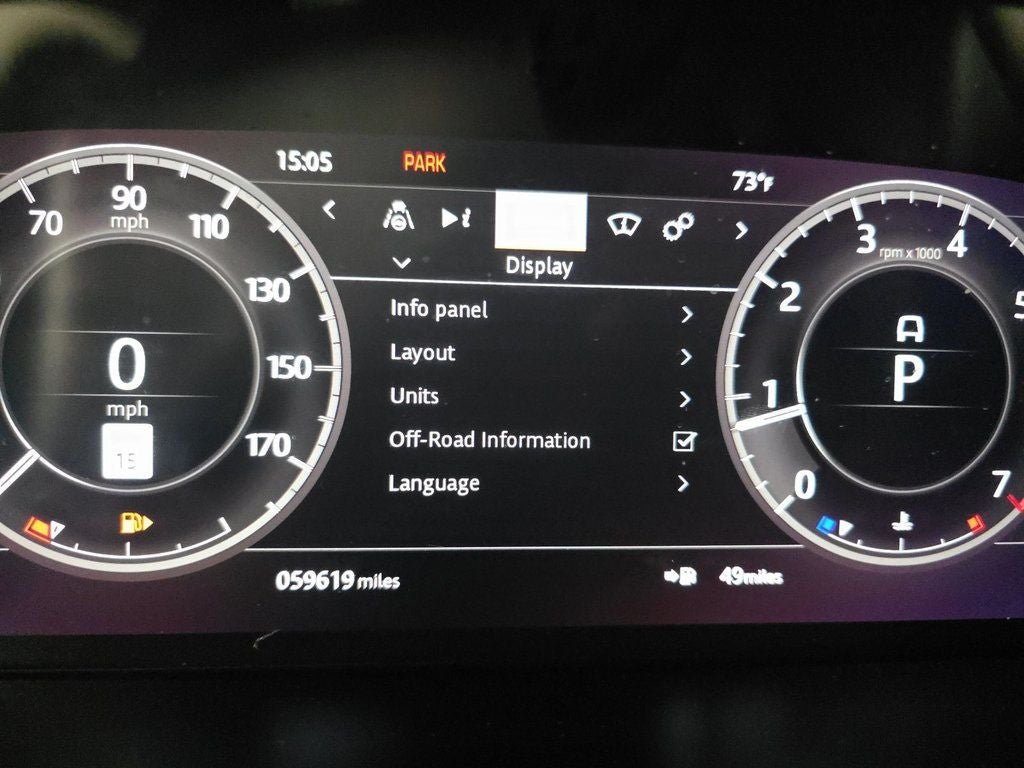 15:05 PARK 73°F
70 90 110 130 150 170
mph
0
mph
15
Display
Info panel
Layout
Units
Off-Road Information
Language
0 1 2 3 4 5 7
rpm x 1000
A
P
059619 miles
49miles